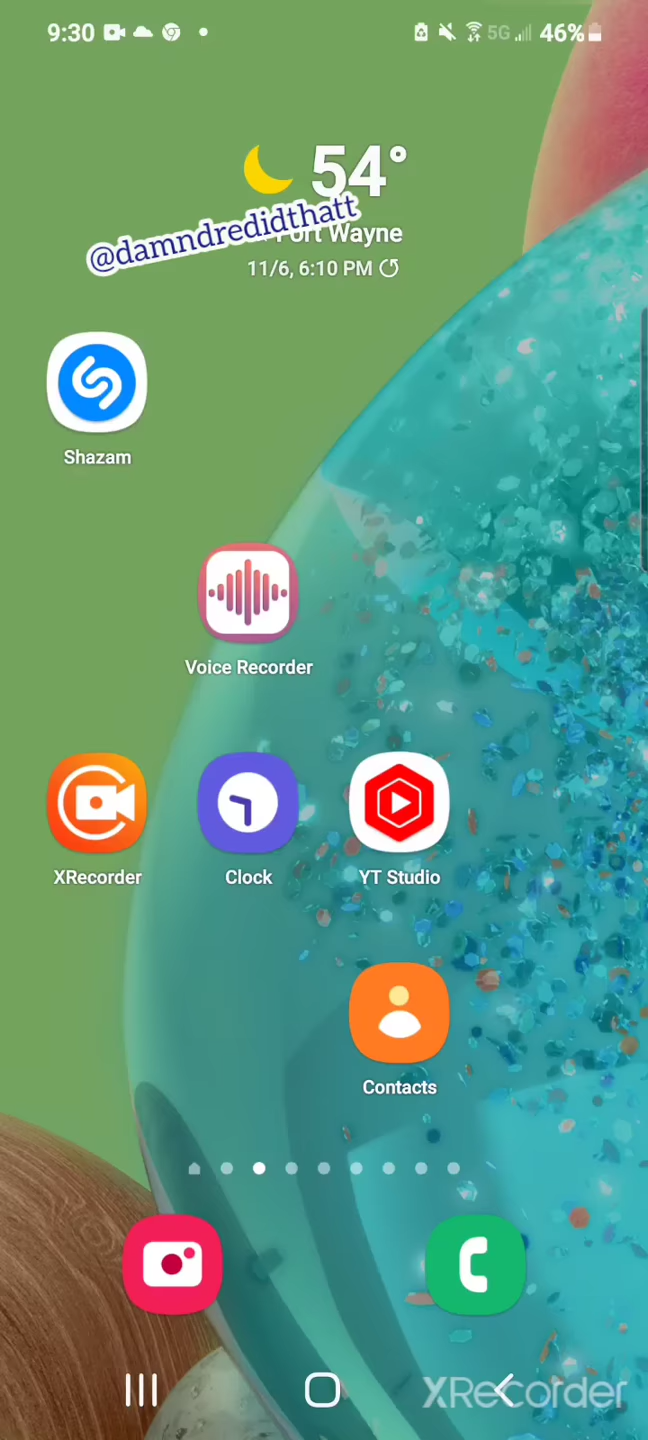 9:30 5G 46%
54°
@damndredidthatt
Fort Wayne
11/6, 6:10 PM
Shazam
Voice Recorder
XRecorder Clock YT Studio
Contacts
XRecorder